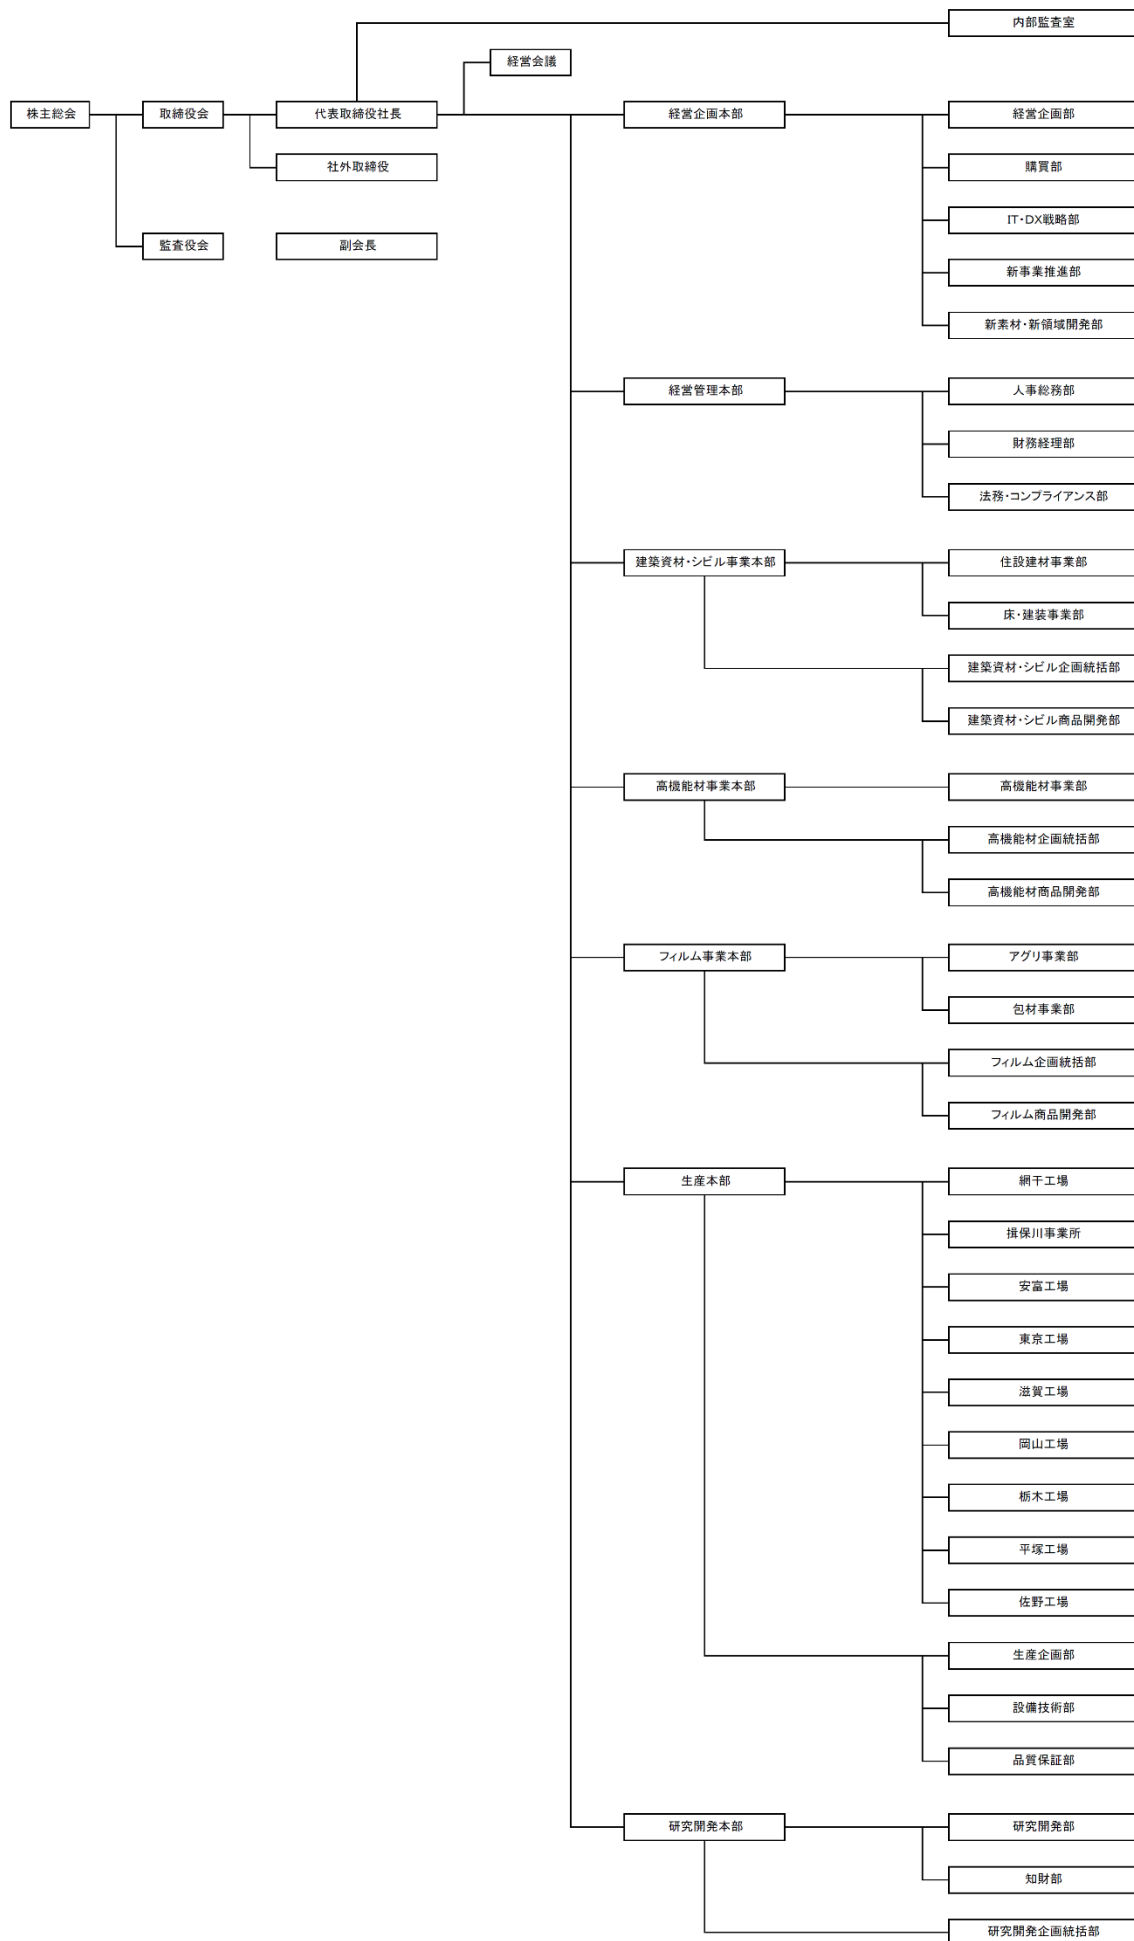 内部監査室
経営会議
株主総会
取締役会
代表取締役社長
経営企画本部
経営企画部
社外取締役
購買部
IT・DX戦略部
監査役会
副会長
新事業推進部
新素材・新領域開発部
経営管理本部
人事総務部
財務経理部
法務・コンプライアンス部
建築資材・シビル事業本部
住設建材事業部
床・建装事業部
建築資材・シビル企画統括部
建築資材・シビル商品開発部
高機能材事業本部
高機能材事業部
高機能材企画統括部
高機能材商品開発部
フィルム事業本部
アグリ事業部
包材事業部
フィルム企画統括部
フィルム商品開発部
生産本部
網干工場
揖保川事業所
安富工場
東京工場
滋賀工場
岡山工場
栃木工場
平塚工場
佐野工場
生産企画部
設備技術部
品質保証部
研究開発本部
研究開発部
知財部
研究開発企画統括部